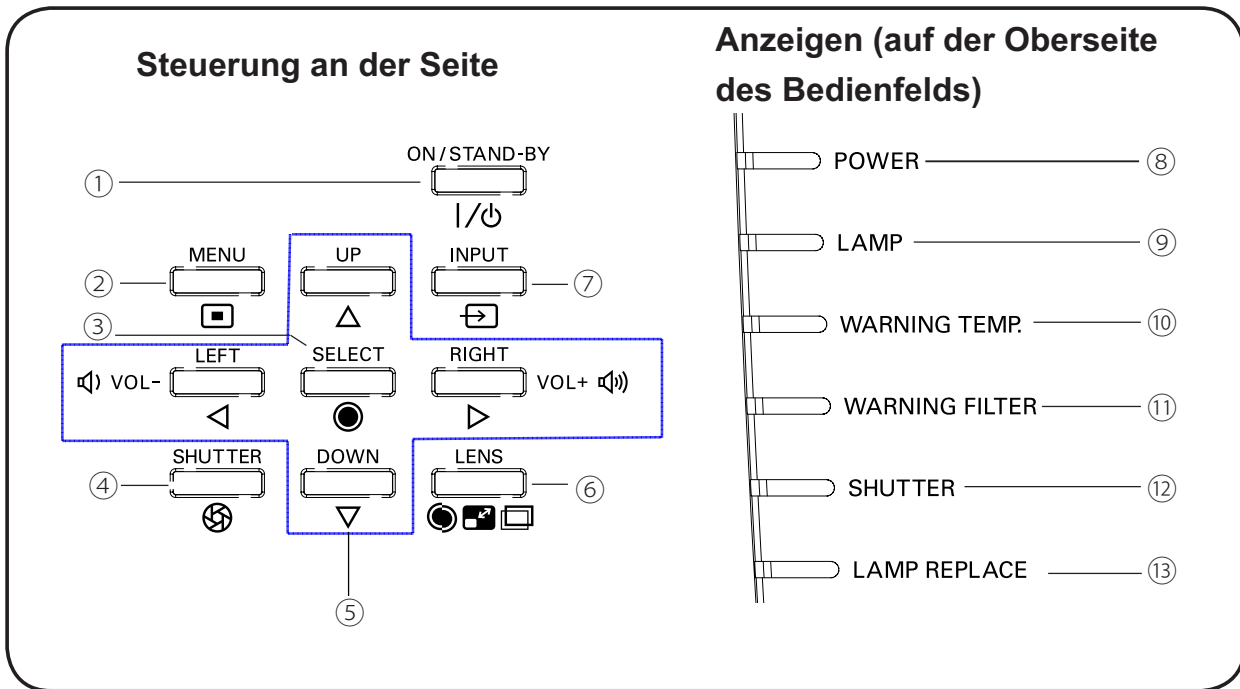 Steuerung an der Seite
ON/STAND-BY
①
MENU
UP
INPUT
②
⑦
③
LEFT
SELECT
RIGHT
VOL-
VOL+
SHUTTER
DOWN
LENS
④
⑥
⑤
Anzeigen (auf der Oberseite
des Bedienfelds)
POWER ⑧
LAMP ⑨
WARNING TEMP. ⑩
WARNING FILTER ⑪
SHUTTER ⑫
LAMP REPLACE ⑬